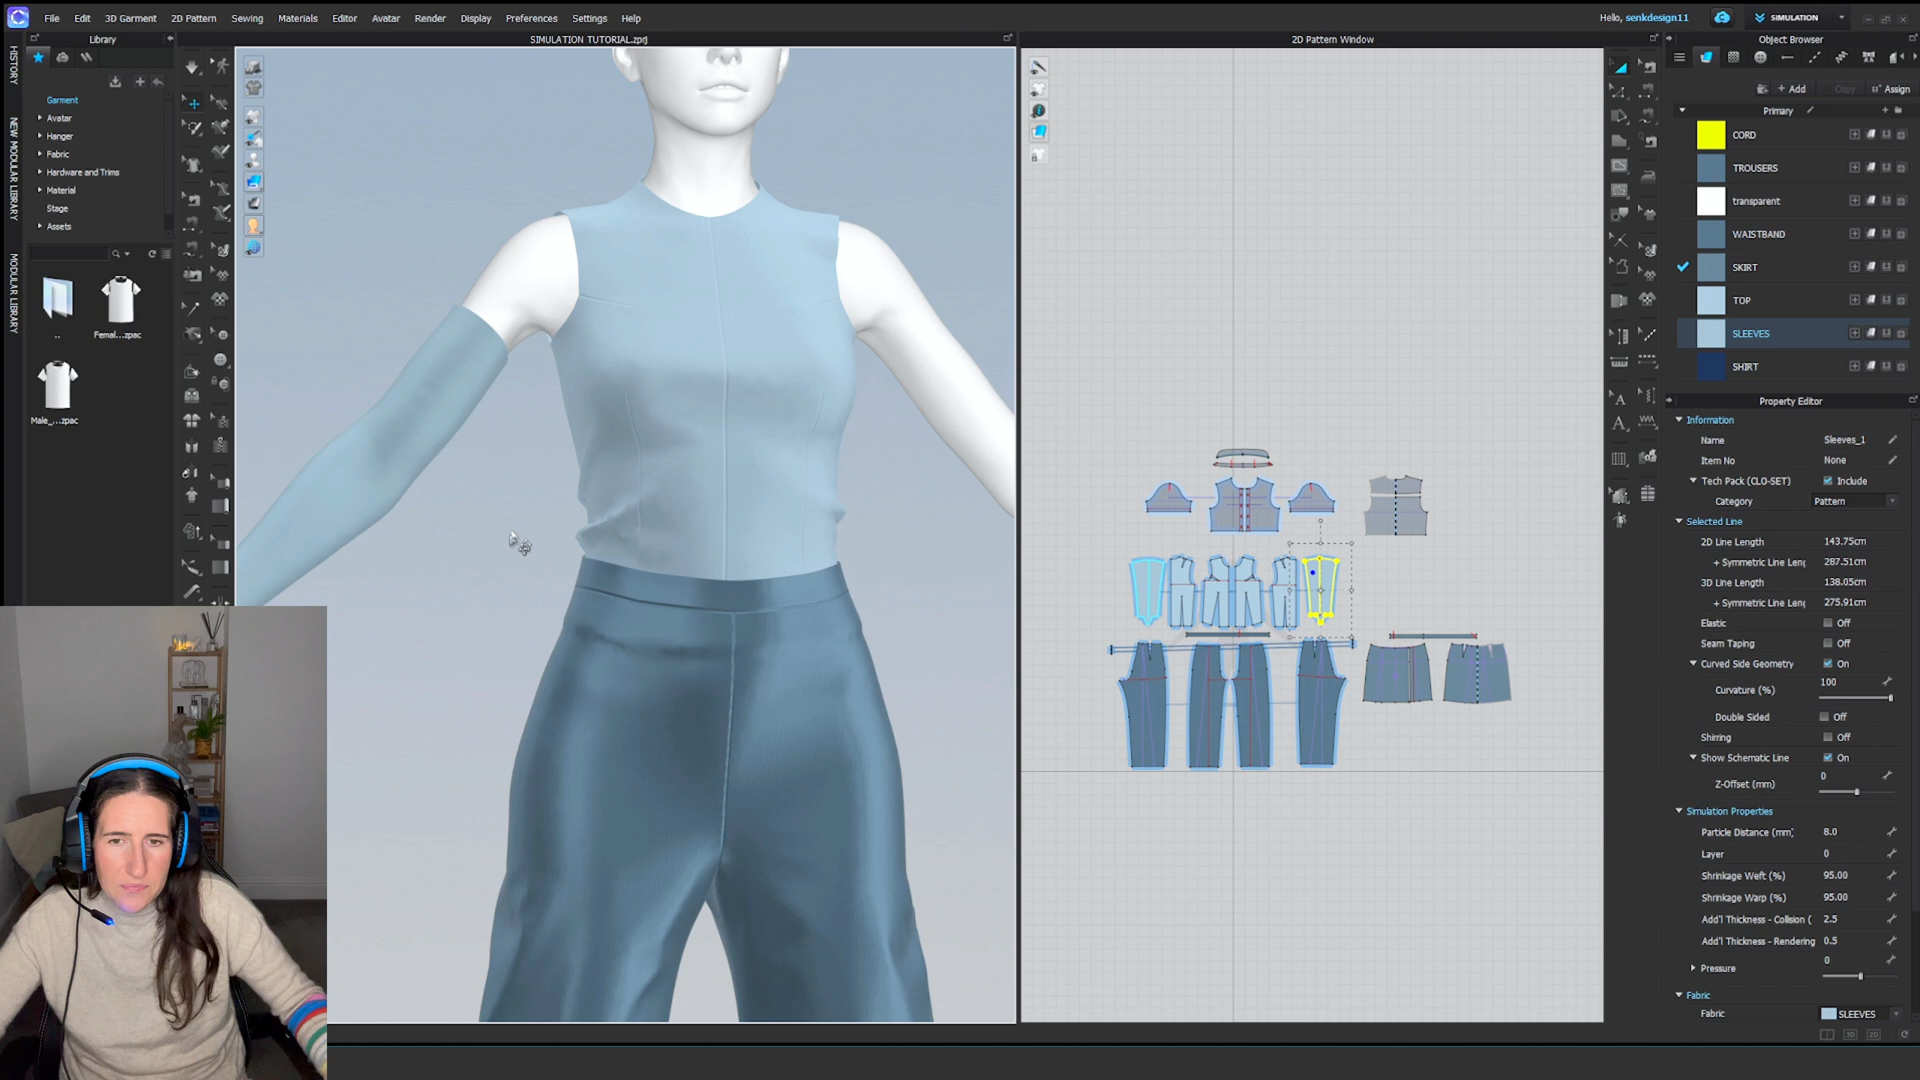 File Edit 3D Garment 2D Pattern Sewing Materials Editor Avatar Render Display Preferences Settings Help
Hello, senkdesign11
SIMULATION
Library
SIMULATION TUTORIAL.zprj
2D Pattern Window
Object Browser
HISTORY
NEW MODULAR LIBRARY
MODULAR LIBRARY
Garment
Avatar
Hanger
Fabric
Hardware and Trims
Material
Stage
Assets
..
Femal...zpac
Male_...zpac
+ Add
Copy
Assign
Primary
CORD
TROUSERS
transparent
WAISTBAND
SKIRT
TOP
SLEEVES
SHIRT
Property Editor
Information
Name Sleeves_1
Item No None
Tech Pack (CLO-SET) Include
Category Pattern
Selected Line
2D Line Length 143.75cm
+ Symmetric Line Leng 287.51cm
3D Line Length 138.05cm
+ Symmetric Line Leng 275.91cm
Elastic Off
Seam Taping Off
Curved Side Geometry On
Curvature (%) 100
Double Sided Off
Shirring Off
Show Schematic Line On
Z-Offset (mm) 0
Simulation Properties
Particle Distance (mm) 8.0
Layer 0
Shrinkage Weft (%) 95.00
Shrinkage Warp (%) 95.00
Add'l Thickness - Collision ( 2.5
Add'l Thickness - Rendering 0.5
Pressure 0
Fabric
Fabric SLEEVES
3D
2D